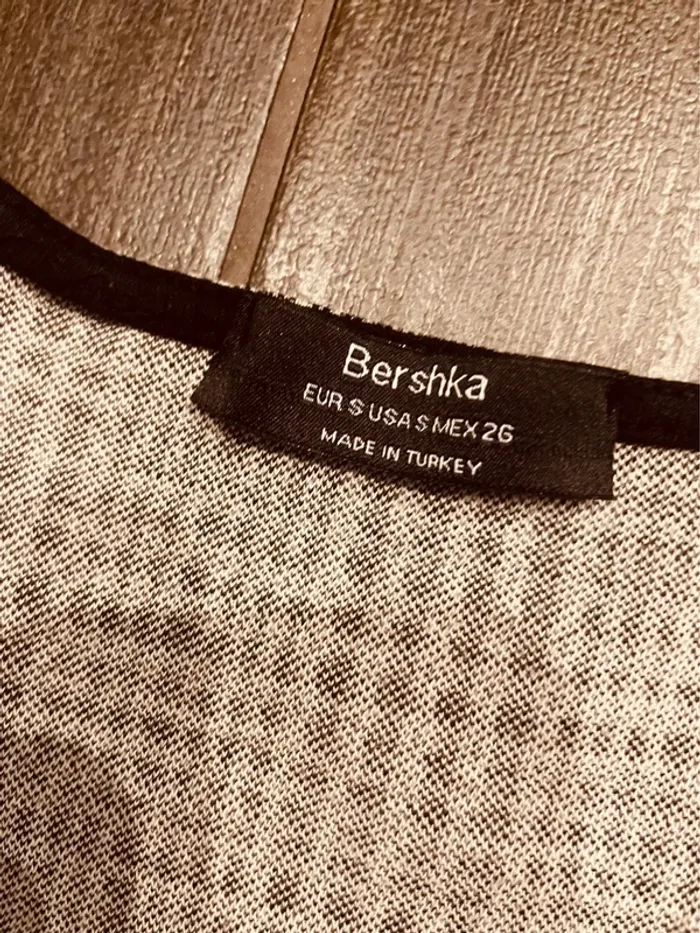 Bershka
EUR S USA S MEX 26
MADE IN TURKEY